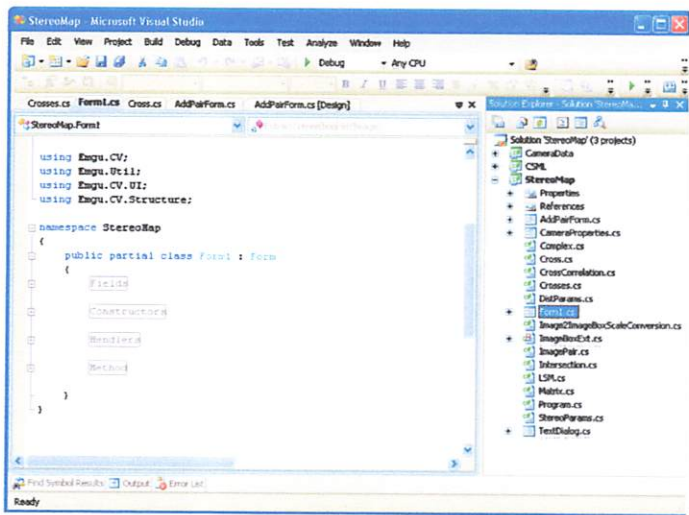 StereoMap - Microsoft Visual Studio
File Edit View Project Build Debug Data Tools Test Analyze Window Help
Debug Any CPU
Crosses.cs Form1.cs Cross.cs AddPairForm.cs AddPairForm.cs [Design]
StereoMap.Form1
using Emgu.CV;
using Emgu.Util;
using Emgu.CV.UI;
using Emgu.CV.Structure;
namespace StereoMap
{
public partial class Form1 : Form
{
Fields
Constructors
Handlers
Method
}
}
Find Symbol Results Output Error List
Ready
Solution Explorer - Solution 'StereoMa...
Solution 'StereoMap' (3 projects)
CameraData
CSML
StereoMap
Properties
References
AddPairForm.cs
CameraProperties.cs
Complex.cs
Cross.cs
CrossCorrelation.cs
Crosses.cs
DistParams.cs
Form1.cs
Image2ImageBoxScaleConversion.cs
ImageBoxExt.cs
ImagePair.cs
Intersection.cs
LSM.cs
Matrix.cs
Program.cs
StereoParams.cs
TextDialog.cs